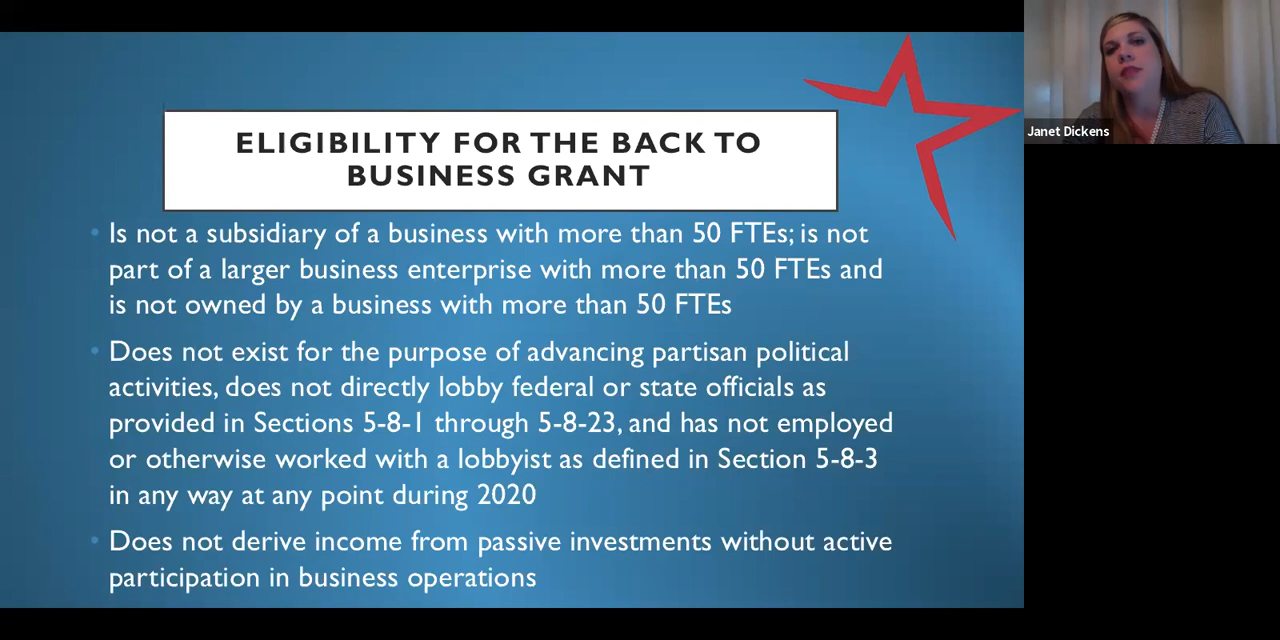 ELIGIBILITY FOR THE BACK TO
BUSINESS GRANT
• Is not a subsidiary of a business with more than 50 FTEs; is not
part of a larger business enterprise with more than 50 FTEs and
is not owned by a business with more than 50 FTEs
• Does not exist for the purpose of advancing partisan political
activities, does not directly lobby federal or state officials as
provided in Sections 5-8-1 through 5-8-23, and has not employed
or otherwise worked with a lobbyist as defined in Section 5-8-3
in any way at any point during 2020
• Does not derive income from passive investments without active
participation in business operations
Janet Dickens